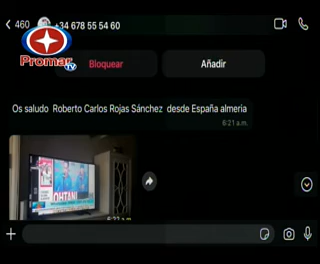 460
+34 678 55 54 60
Promar TV
Bloquear
Añadir
Os saludo Roberto Carlos Rojas Sánchez desde España almeria
6:21 a.m.
OHTANI